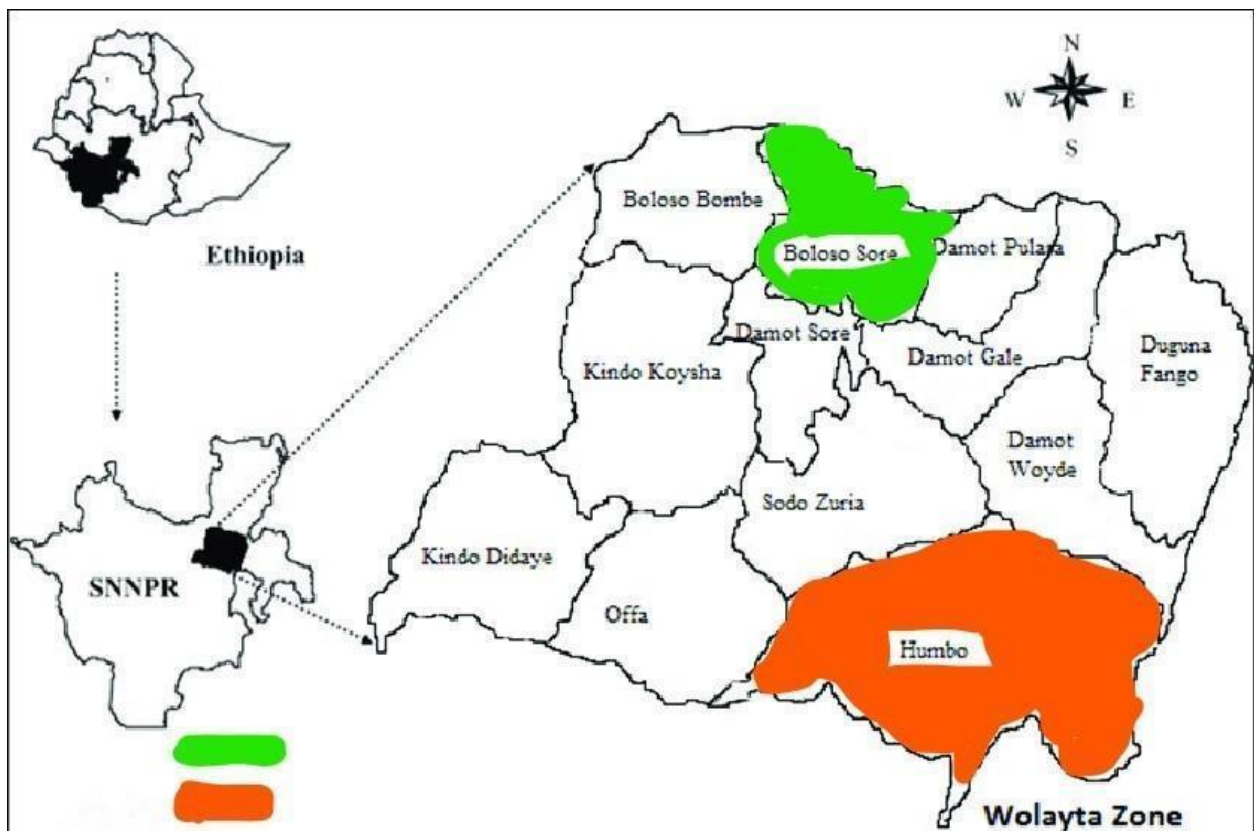 N
W E
S
Ethiopia
Boloso Bombe
Boloso Sore
Damot Pulasa
Damot Sore
Damot Gale
Duguna
Fango
Kindo Koysha
Damot
Woyde
Sodo Zuria
Kindo Didaye
SNNPR
Offa
Humbo
Wolayta Zone